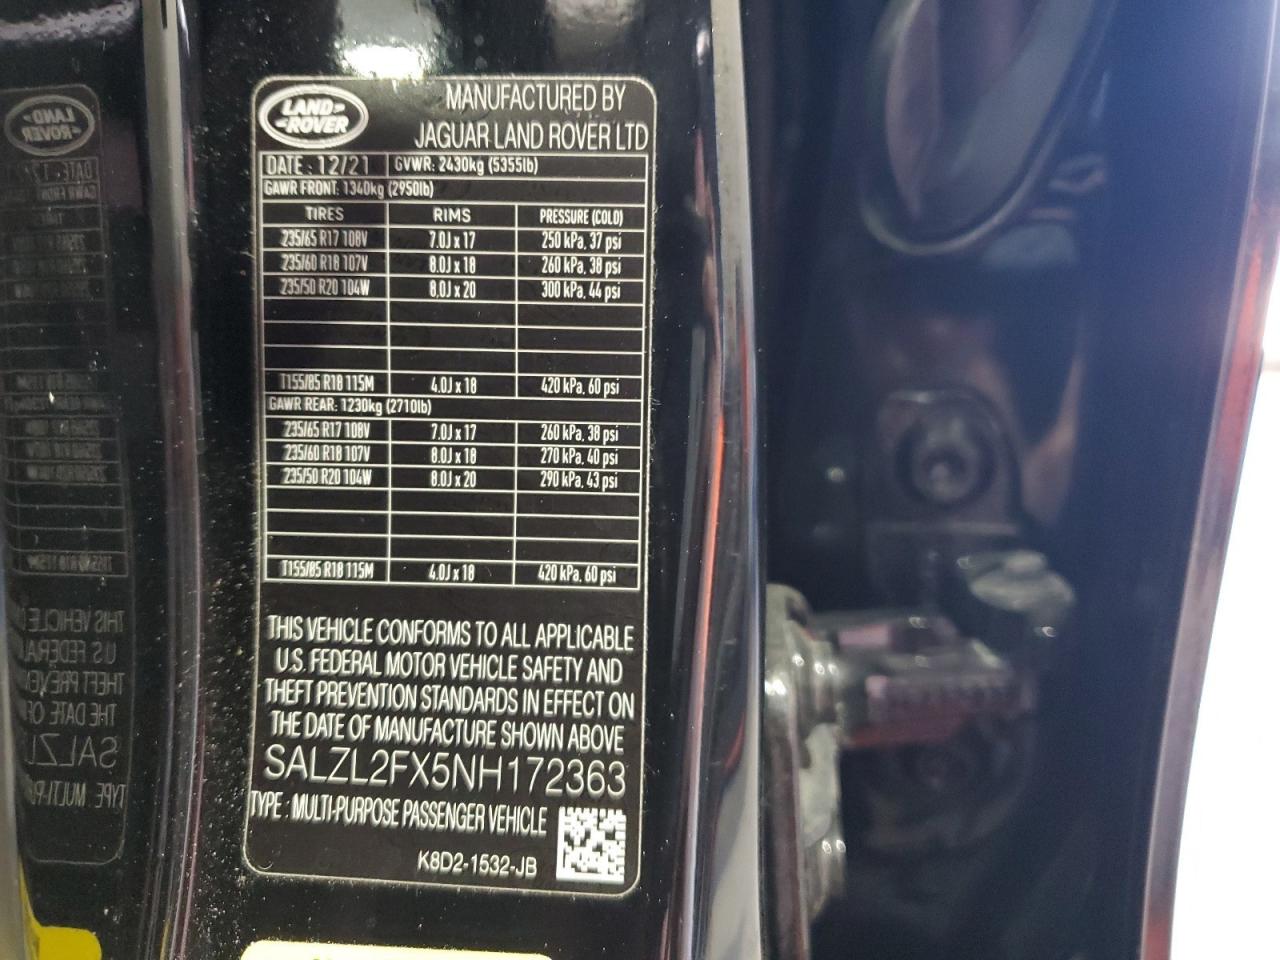 LAND-
-ROVER
MANUFACTURED BY
JAGUAR LAND ROVER LTD
DATE : 12/21 GVWR: 2430kg (5355lb)
GAWR FRONT: 1340kg (2950lb)
TIRES RIMS PRESSURE (COLD)
235/65 R17 108V 7.0J x 17 250 kPa, 37 psi
235/60 R18 107V 8.0J x 18 260 kPa, 38 psi
235/50 R20 104W 8.0J x 20 300 kPa, 44 psi
T155/85 R18 115M 4.0J x 18 420 kPa, 60 psi
GAWR REAR: 1230kg (2710lb)
235/65 R17 108V 7.0J x 17 260 kPa, 38 psi
235/60 R18 107V 8.0J x 18 270 kPa, 40 psi
235/50 R20 104W 8.0J x 20 290 kPa, 43 psi
T155/85 R18 115M 4.0J x 18 420 kPa, 60 psi
THIS VEHICLE CONFORMS TO ALL APPLICABLE
U.S. FEDERAL MOTOR VEHICLE SAFETY AND
THEFT PREVENTION STANDARDS IN EFFECT ON
THE DATE OF MANUFACTURE SHOWN ABOVE
SALZL2FX5NH172363
TYPE : MULTI-PURPOSE PASSENGER VEHICLE
K8D2-1532-JB